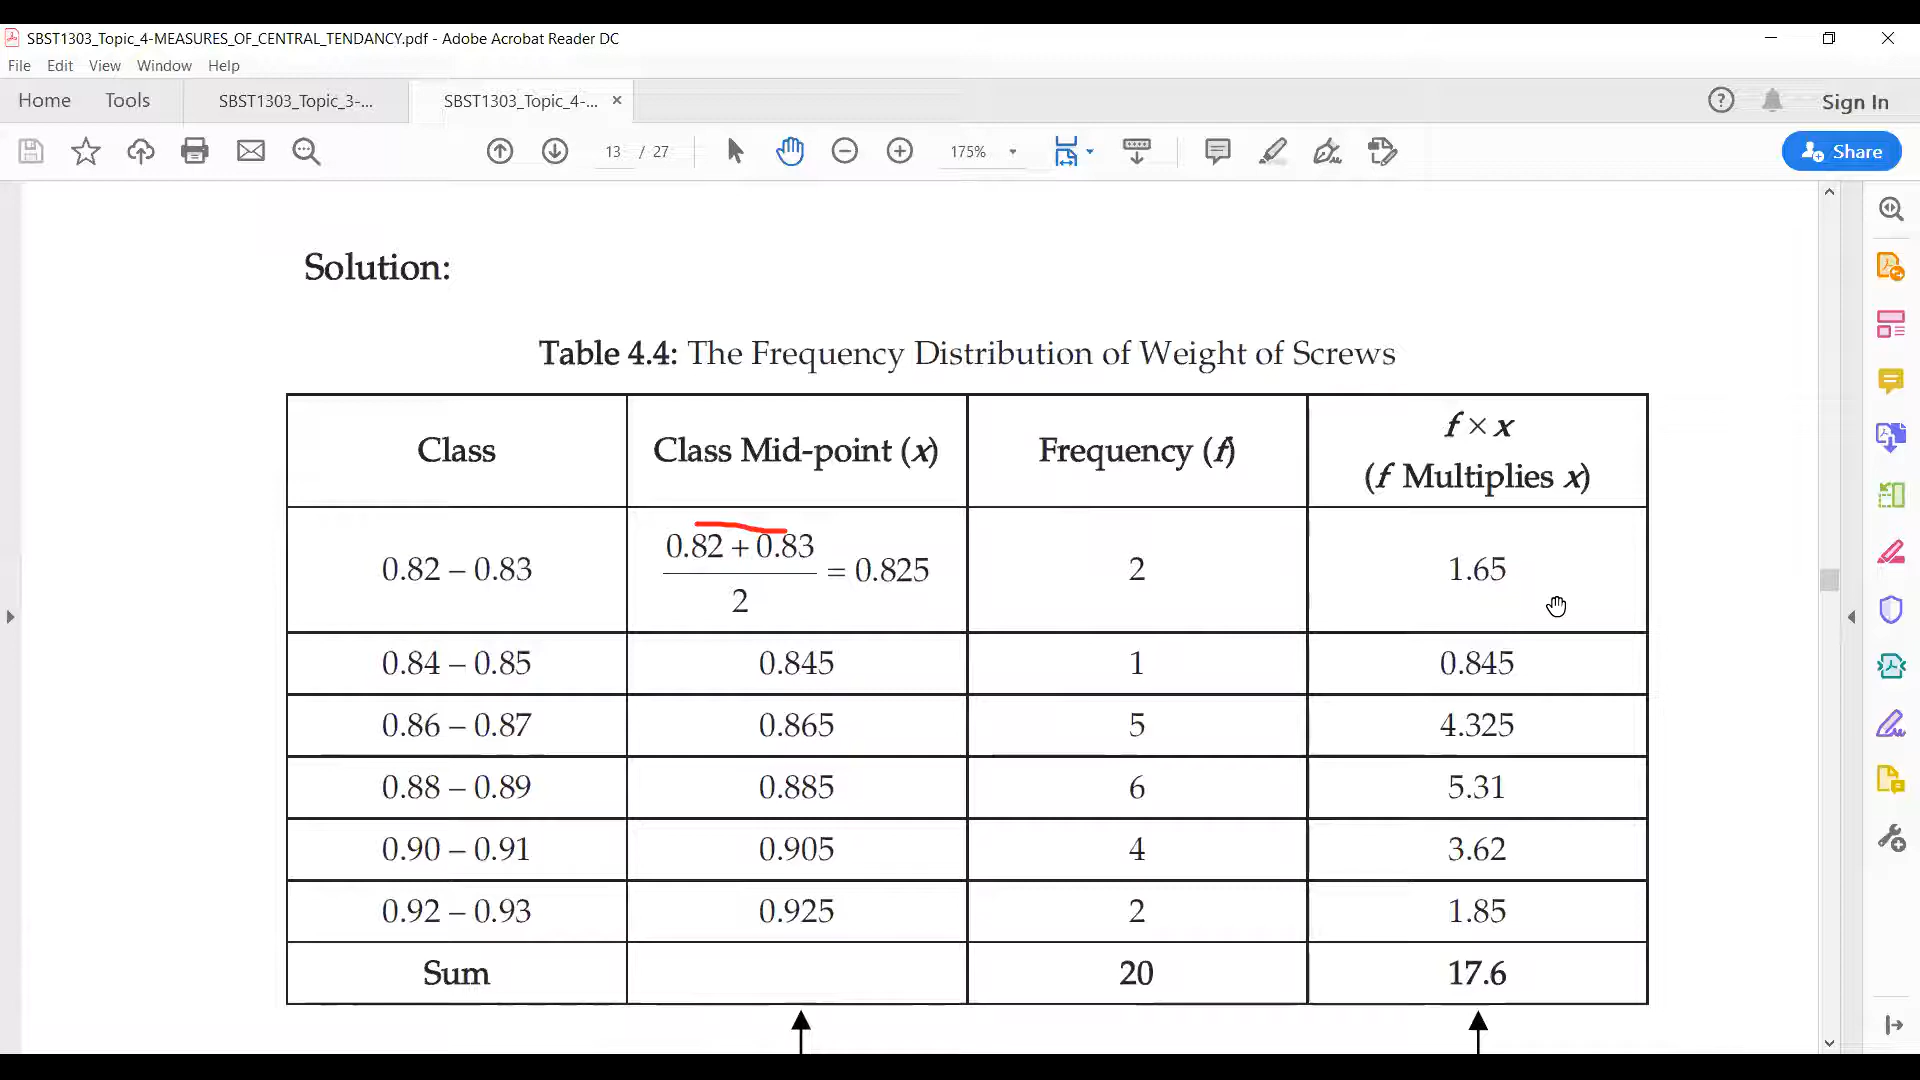 SBST1303_Topic_4-MEASURES_OF_CENTRAL_TENDANCY.pdf - Adobe Acrobat Reader DC
File Edit View Window Help
Home Tools SBST1303_Topic_3-... SBST1303_Topic_4-... ×
Sign In
13 / 27 175% Share
Solution:
Table 4.4: The Frequency Distribution of Weight of Screws
Class Class Mid-point (x) Frequency (f) f × x (f Multiplies x)
0.82 – 0.83 0.82 + 0.83 / 2 = 0.825 2 1.65
0.84 – 0.85 0.845 1 0.845
0.86 – 0.87 0.865 5 4.325
0.88 – 0.89 0.885 6 5.31
0.90 – 0.91 0.905 4 3.62
0.92 – 0.93 0.925 2 1.85
Sum 20 17.6